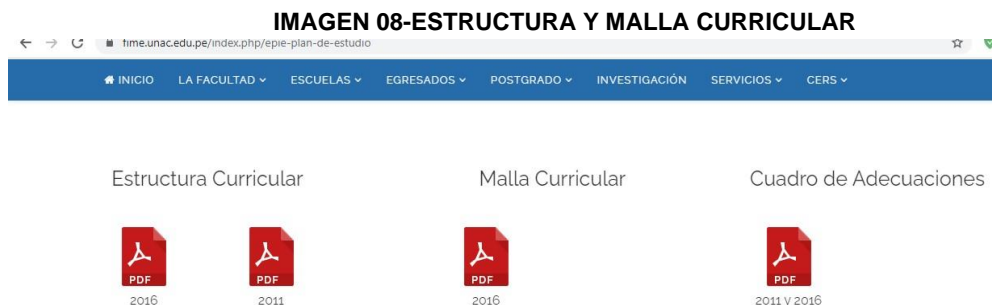 IMAGEN 08-ESTRUCTURA Y MALLA CURRICULAR
fime.unac.edu.pe/index.php/epie-plan-de-estudio
INICIO LA FACULTAD ESCUELAS EGRESADOS POSTGRADO INVESTIGACIÓN SERVICIOS CERS
Estructura Curricular Malla Curricular Cuadro de Adecuaciones
PDF PDF PDF PDF
2016 2011 2016 2011 y 2016